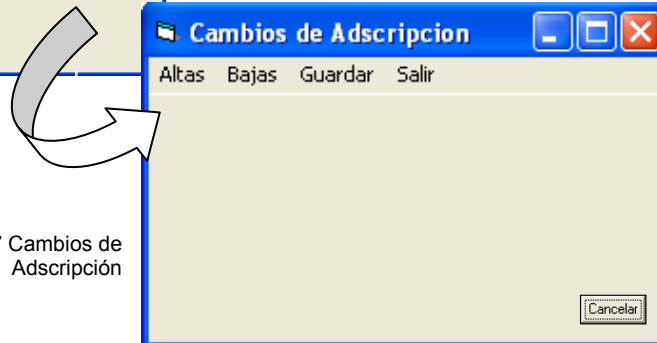 Cambios de Adscripcion
Altas Bajas Guardar Salir
Cambios de
Adscripción
Cancelar